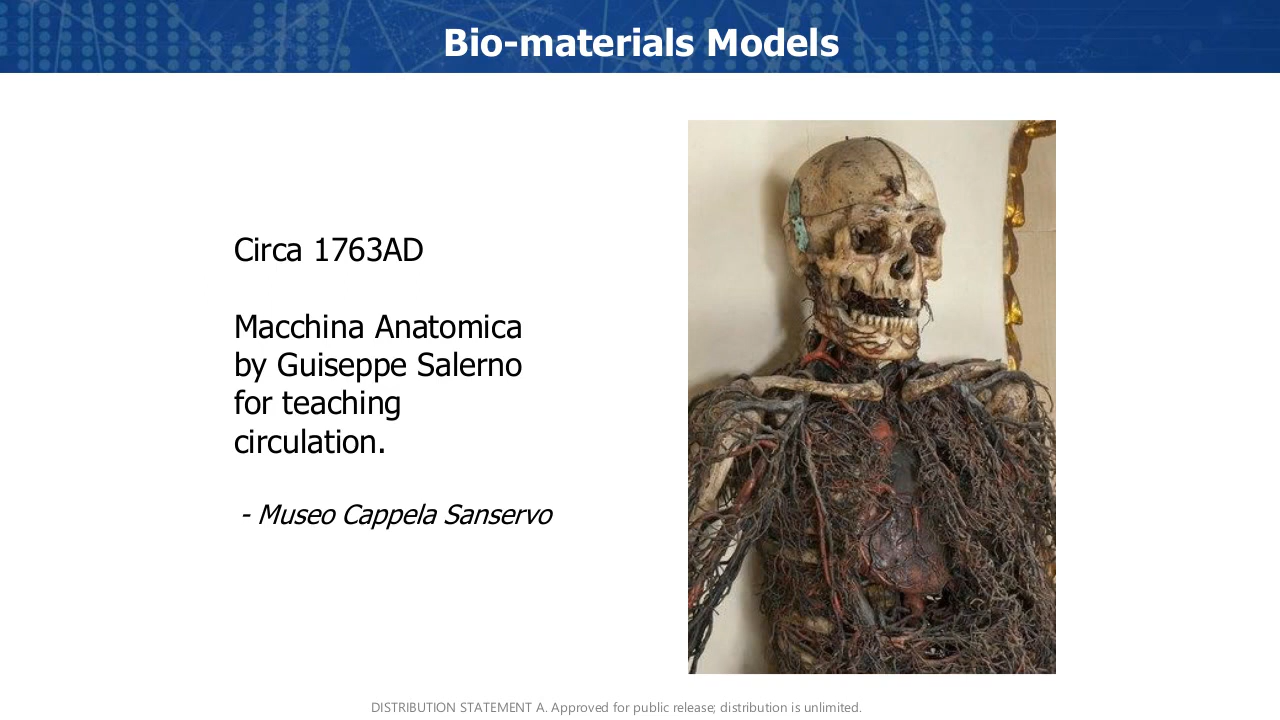 Bio-materials Models
Circa 1763AD
Macchina Anatomica
by Guiseppe Salerno
for teaching
circulation.
- Museo Cappela Sanservo
DISTRIBUTION STATEMENT A. Approved for public release; distribution is unlimited.